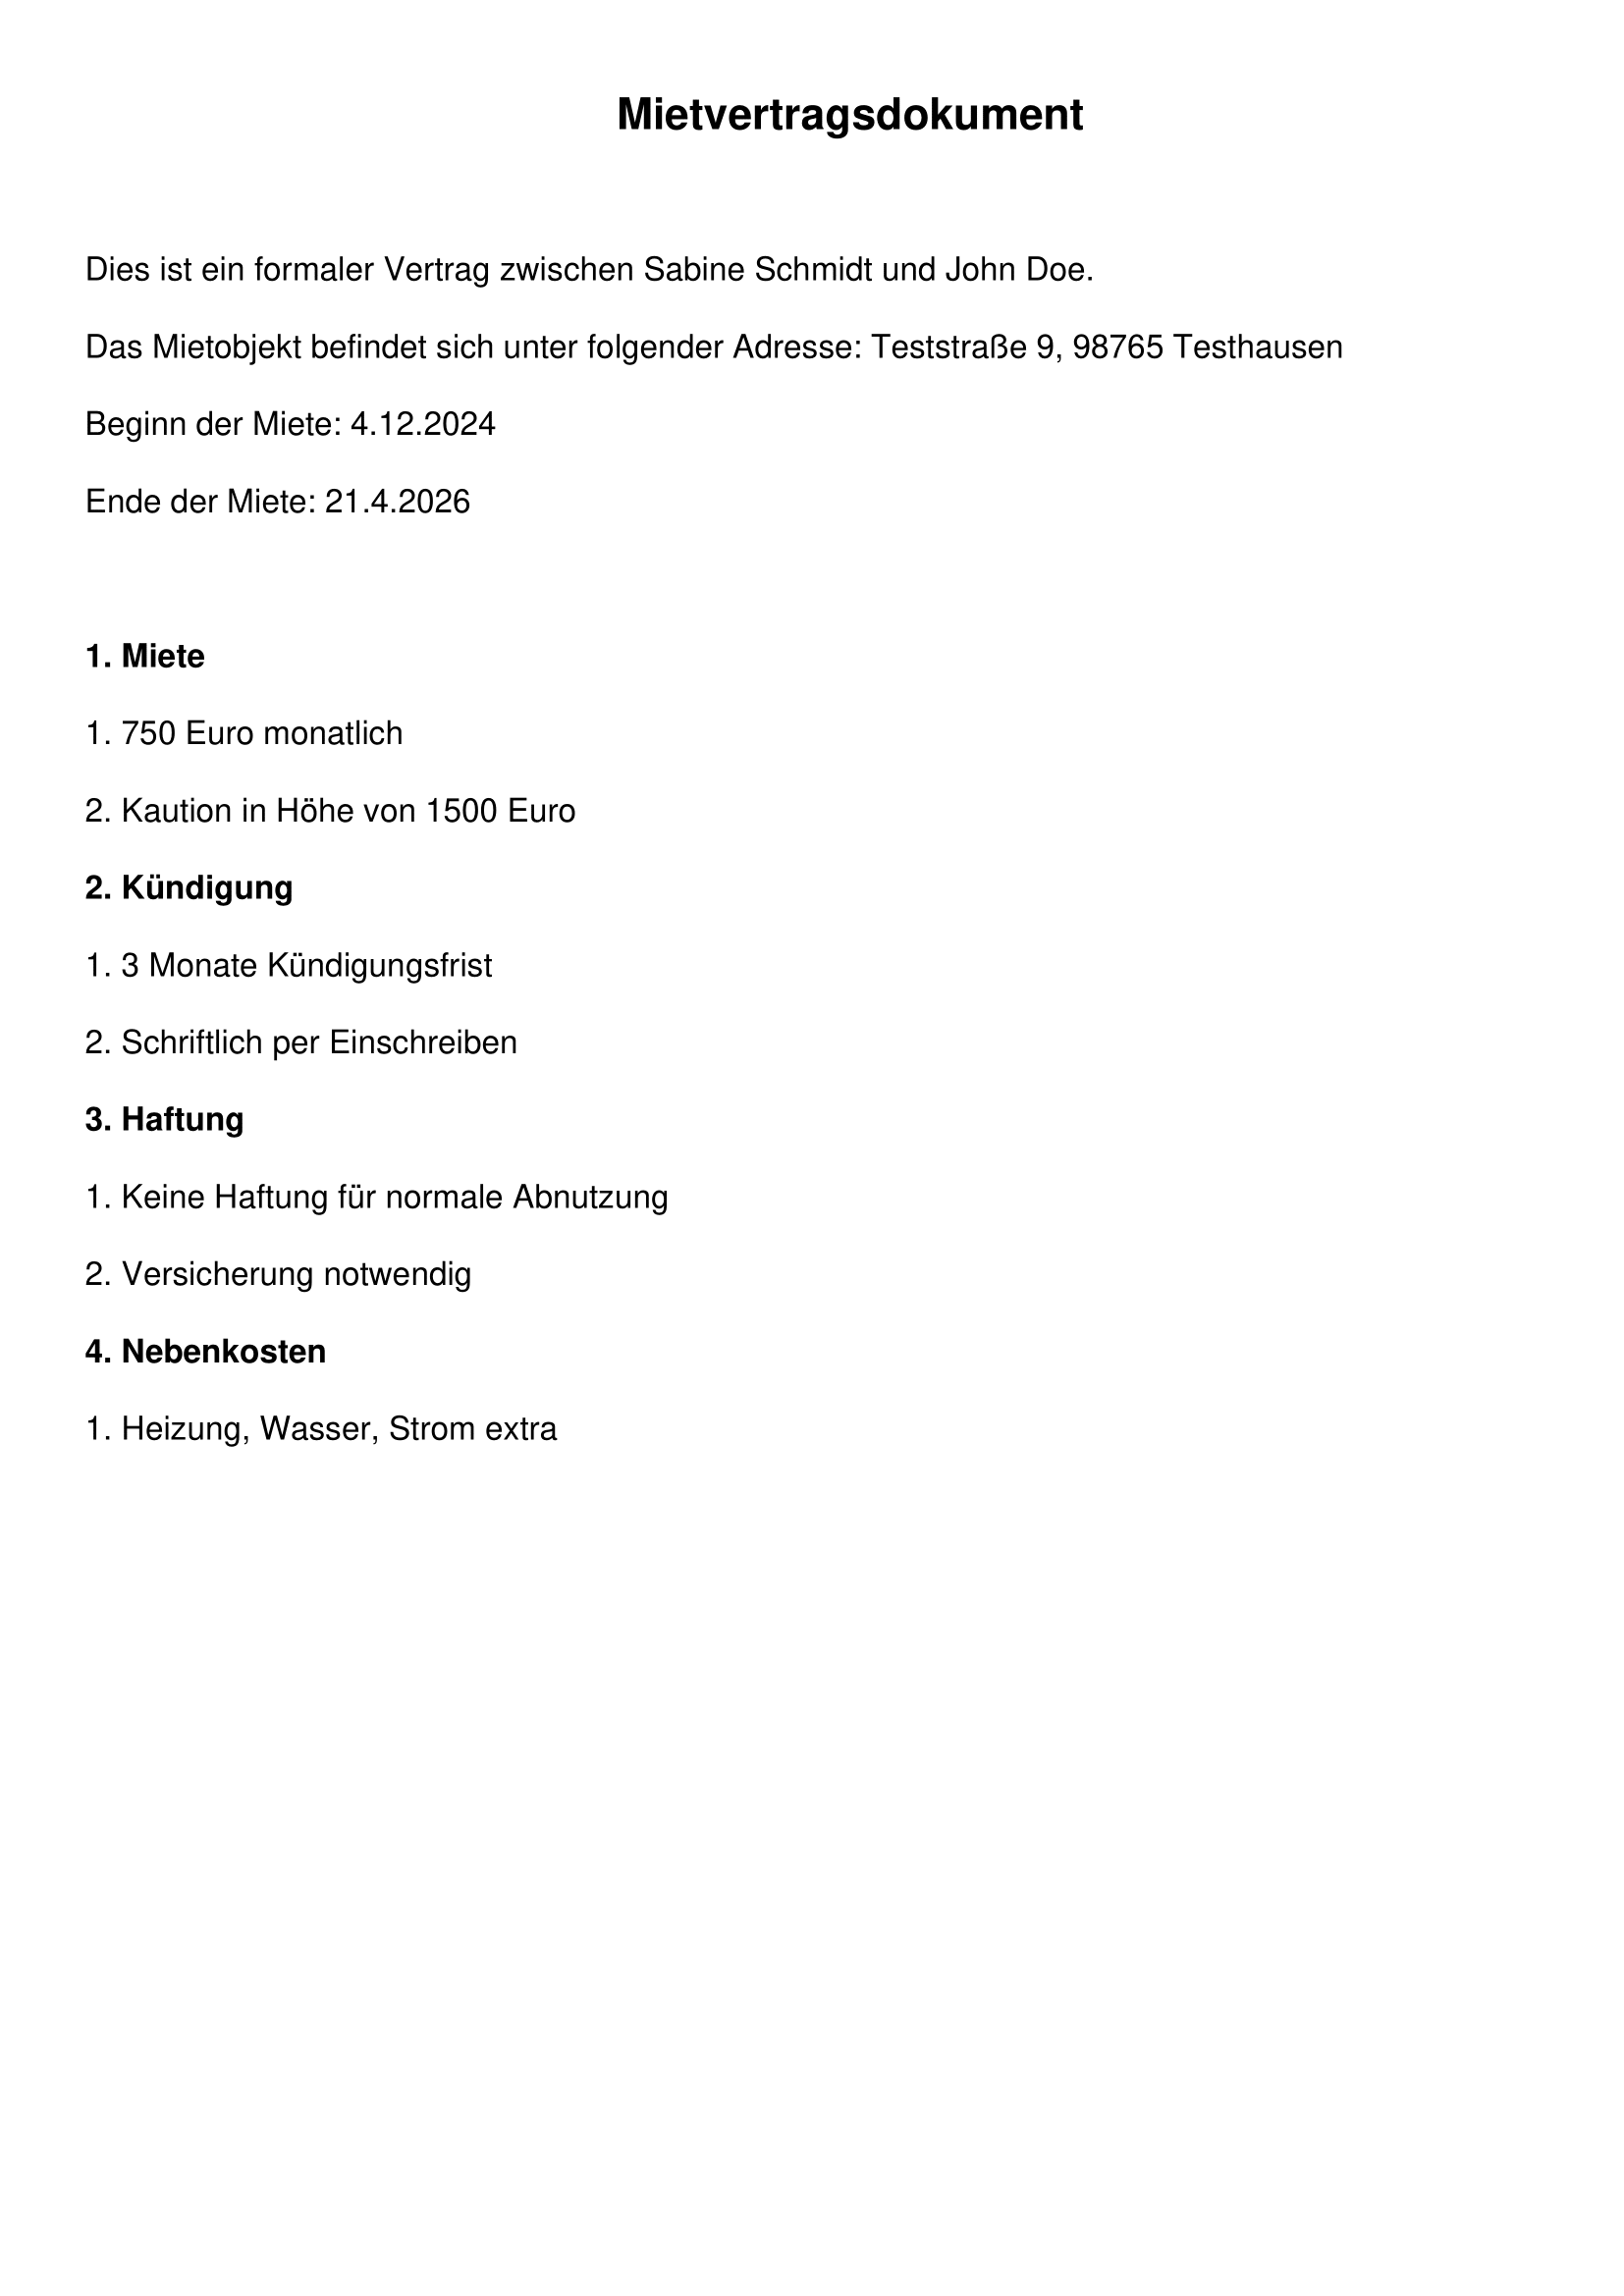 Mietvertragsdokument
Dies ist ein formaler Vertrag zwischen Sabine Schmidt und John Doe.
Das Mietobjekt befindet sich unter folgender Adresse: Teststraße 9, 98765 Testhausen
Beginn der Miete: 4.12.2024
Ende der Miete: 21.4.2026
1. Miete
1. 750 Euro monatlich
2. Kaution in Höhe von 1500 Euro
2. Kündigung
1. 3 Monate Kündigungsfrist
2. Schriftlich per Einschreiben
3. Haftung
1. Keine Haftung für normale Abnutzung
2. Versicherung notwendig
4. Nebenkosten
1. Heizung, Wasser, Strom extra